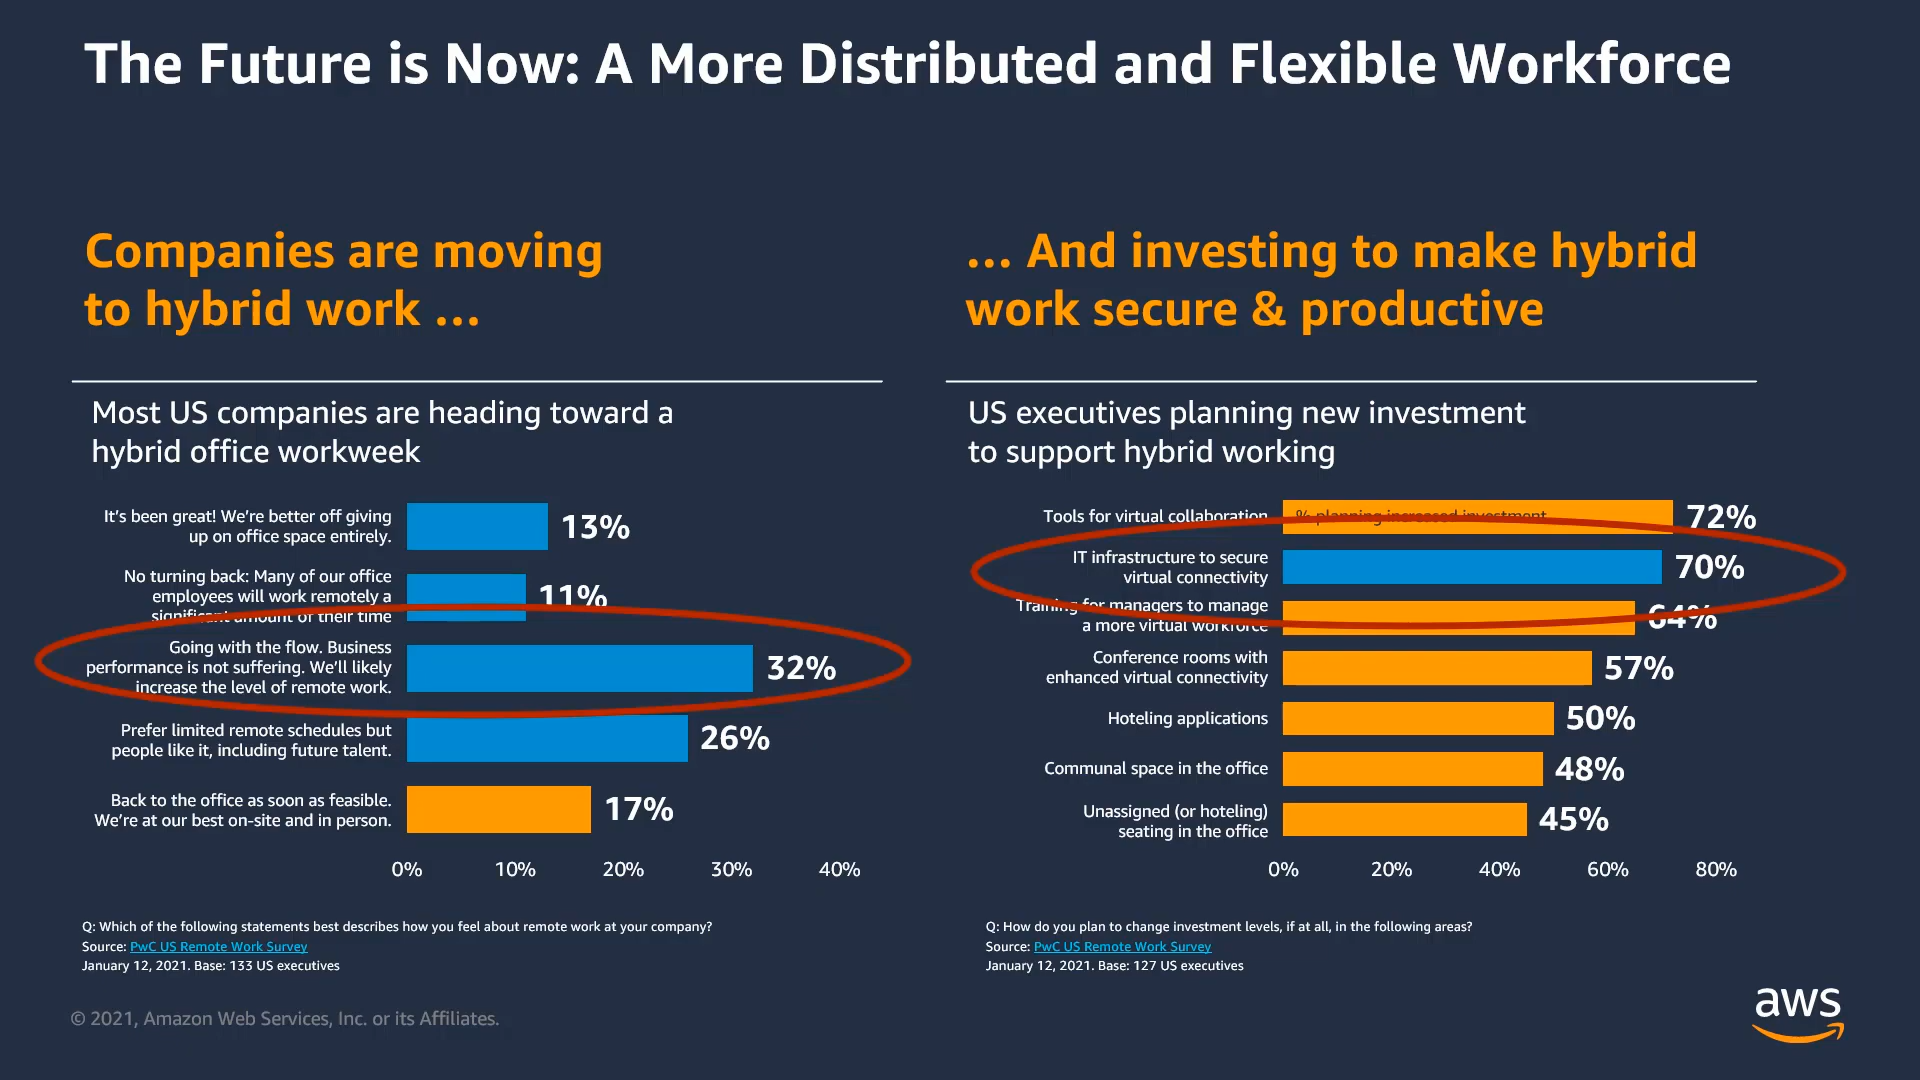 The Future is Now: A More Distributed and Flexible Workforce
Companies are moving
to hybrid work ...
Most US companies are heading toward a
hybrid office workweek
It's been great! We're better off giving
up on office space entirely.
13%
No turning back: Many of our office
employees will work remotely a
significant amount of their time
11%
Going with the flow. Business
performance is not suffering. We'll likely
increase the level of remote work.
32%
Prefer limited remote schedules but
people like it, including future talent.
26%
Back to the office as soon as feasible.
We're at our best on-site and in person.
17%
0% 10% 20% 30% 40%
Q: Which of the following statements best describes how you feel about remote work at your company?
Source: PwC US Remote Work Survey
January 12, 2021. Base: 133 US executives
... And investing to make hybrid
work secure & productive
US executives planning new investment
to support hybrid working
Tools for virtual collaboration
% planning increased investment
72%
IT infrastructure to secure
virtual connectivity
70%
Training for managers to manage
a more virtual workforce
64%
Conference rooms with
enhanced virtual connectivity
57%
Hoteling applications
50%
Communal space in the office
48%
Unassigned (or hoteling)
seating in the office
45%
0% 20% 40% 60% 80%
Q: How do you plan to change investment levels, if at all, in the following areas?
Source: PwC US Remote Work Survey
January 12, 2021. Base: 127 US executives
© 2021, Amazon Web Services, Inc. or its Affiliates.
aws